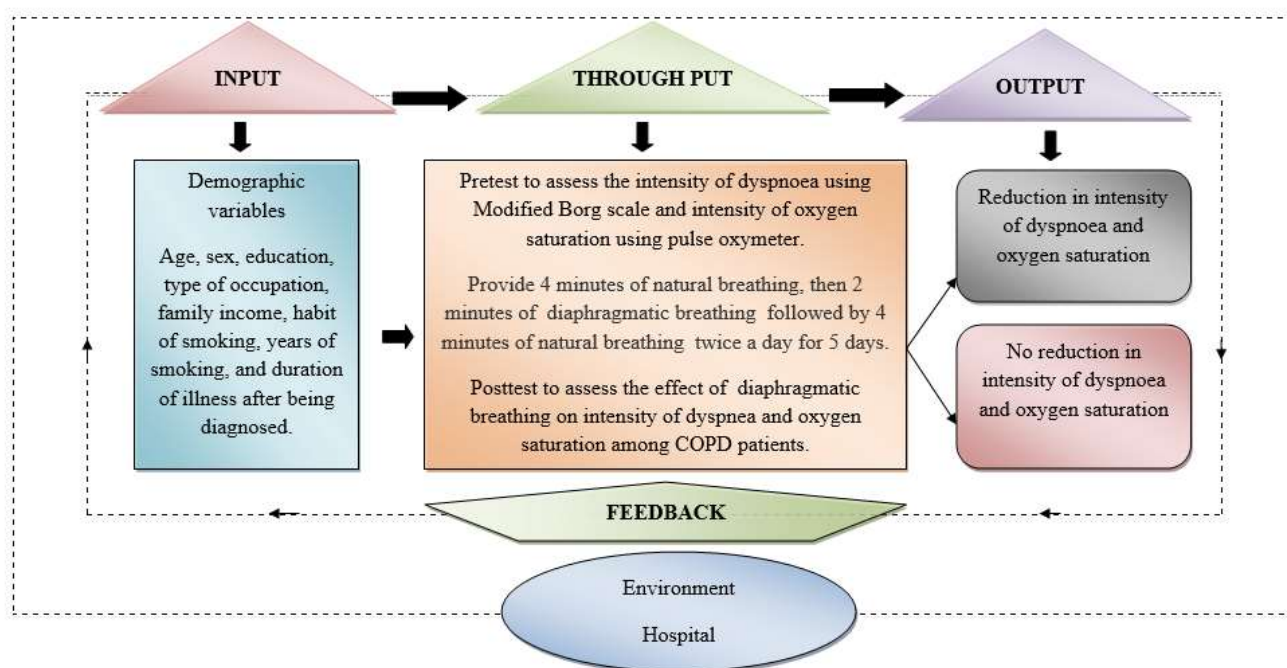 INPUT
THROUGH PUT
OUTPUT
Demographic
variables
Age, sex, education,
type of occupation,
family income, habit
of smoking, years of
smoking, and duration
of illness after being
diagnosed.
Pretest to assess the intensity of dyspnoea using
Modified Borg scale and intensity of oxygen
saturation using pulse oxymeter.
Provide 4 minutes of natural breathing, then 2
minutes of diaphragmatic breathing followed by 4
minutes of natural breathing twice a day for 5 days.
Posttest to assess the effect of diaphragmatic
breathing on intensity of dyspnea and oxygen
saturation among COPD patients.
Reduction in intensity
of dyspnoea and
oxygen saturation
No reduction in
intensity of dyspnoea
and oxygen saturation
FEEDBACK
Environment
Hospital